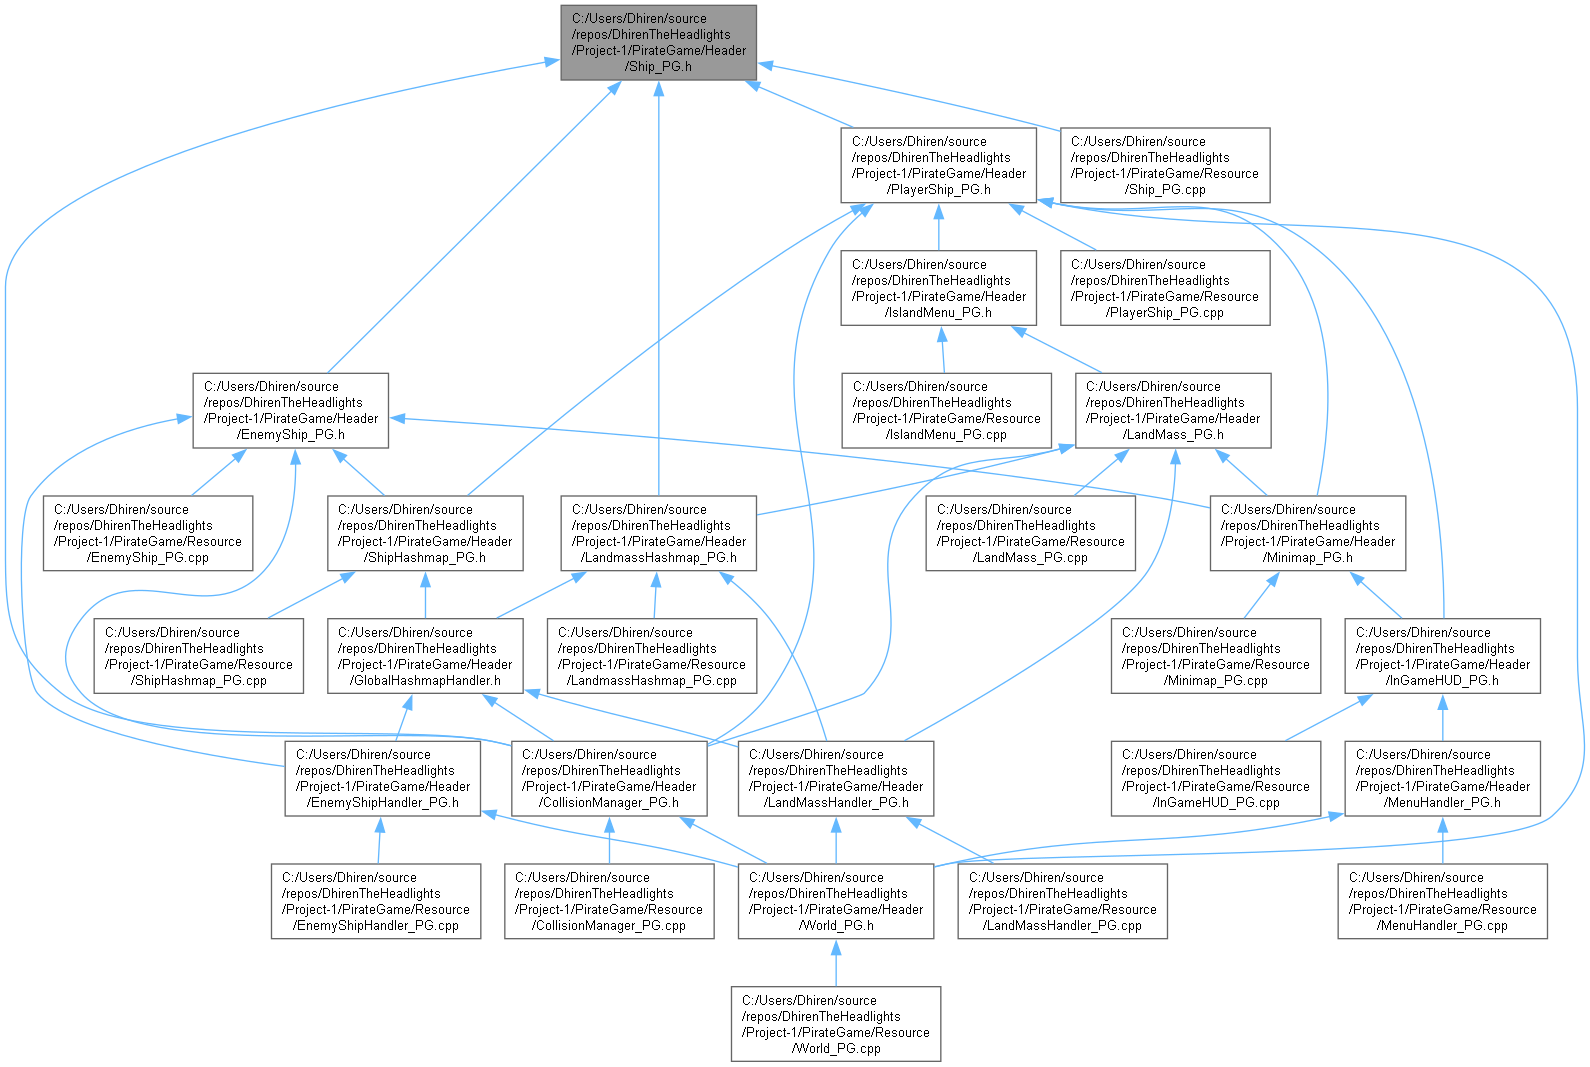 C:/Users/Dhiren/source
/repos/DhirenTheHeadlights
/Project-1/PirateGame/Header
/Ship_PG.h
C:/Users/Dhiren/source
/repos/DhirenTheHeadlights
/Project-1/PirateGame/Header
/PlayerShip_PG.h
C:/Users/Dhiren/source
/repos/DhirenTheHeadlights
/Project-1/PirateGame/Resource
/Ship_PG.cpp
C:/Users/Dhiren/source
/repos/DhirenTheHeadlights
/Project-1/PirateGame/Header
/IslandMenu_PG.h
C:/Users/Dhiren/source
/repos/DhirenTheHeadlights
/Project-1/PirateGame/Resource
/PlayerShip_PG.cpp
C:/Users/Dhiren/source
/repos/DhirenTheHeadlights
/Project-1/PirateGame/Header
/EnemyShip_PG.h
C:/Users/Dhiren/source
/repos/DhirenTheHeadlights
/Project-1/PirateGame/Resource
/IslandMenu_PG.cpp
C:/Users/Dhiren/source
/repos/DhirenTheHeadlights
/Project-1/PirateGame/Header
/LandMass_PG.h
C:/Users/Dhiren/source
/repos/DhirenTheHeadlights
/Project-1/PirateGame/Resource
/EnemyShip_PG.cpp
C:/Users/Dhiren/source
/repos/DhirenTheHeadlights
/Project-1/PirateGame/Header
/ShipHashmap_PG.h
C:/Users/Dhiren/source
/repos/DhirenTheHeadlights
/Project-1/PirateGame/Header
/LandmassHashmap_PG.h
C:/Users/Dhiren/source
/repos/DhirenTheHeadlights
/Project-1/PirateGame/Resource
/LandMass_PG.cpp
C:/Users/Dhiren/source
/repos/DhirenTheHeadlights
/Project-1/PirateGame/Header
/Minimap_PG.h
C:/Users/Dhiren/source
/repos/DhirenTheHeadlights
/Project-1/PirateGame/Resource
/ShipHashmap_PG.cpp
C:/Users/Dhiren/source
/repos/DhirenTheHeadlights
/Project-1/PirateGame/Header
/GlobalHashmapHandler.h
C:/Users/Dhiren/source
/repos/DhirenTheHeadlights
/Project-1/PirateGame/Resource
/LandmassHashmap_PG.cpp
C:/Users/Dhiren/source
/repos/DhirenTheHeadlights
/Project-1/PirateGame/Resource
/Minimap_PG.cpp
C:/Users/Dhiren/source
/repos/DhirenTheHeadlights
/Project-1/PirateGame/Header
/InGameHUD_PG.h
C:/Users/Dhiren/source
/repos/DhirenTheHeadlights
/Project-1/PirateGame/Header
/EnemyShipHandler_PG.h
C:/Users/Dhiren/source
/repos/DhirenTheHeadlights
/Project-1/PirateGame/Header
/CollisionManager_PG.h
C:/Users/Dhiren/source
/repos/DhirenTheHeadlights
/Project-1/PirateGame/Header
/LandMassHandler_PG.h
C:/Users/Dhiren/source
/repos/DhirenTheHeadlights
/Project-1/PirateGame/Resource
/InGameHUD_PG.cpp
C:/Users/Dhiren/source
/repos/DhirenTheHeadlights
/Project-1/PirateGame/Header
/MenuHandler_PG.h
C:/Users/Dhiren/source
/repos/DhirenTheHeadlights
/Project-1/PirateGame/Resource
/EnemyShipHandler_PG.cpp
C:/Users/Dhiren/source
/repos/DhirenTheHeadlights
/Project-1/PirateGame/Resource
/CollisionManager_PG.cpp
C:/Users/Dhiren/source
/repos/DhirenTheHeadlights
/Project-1/PirateGame/Header
/World_PG.h
C:/Users/Dhiren/source
/repos/DhirenTheHeadlights
/Project-1/PirateGame/Resource
/LandMassHandler_PG.cpp
C:/Users/Dhiren/source
/repos/DhirenTheHeadlights
/Project-1/PirateGame/Resource
/MenuHandler_PG.cpp
C:/Users/Dhiren/source
/repos/DhirenTheHeadlights
/Project-1/PirateGame/Resource
/World_PG.cpp